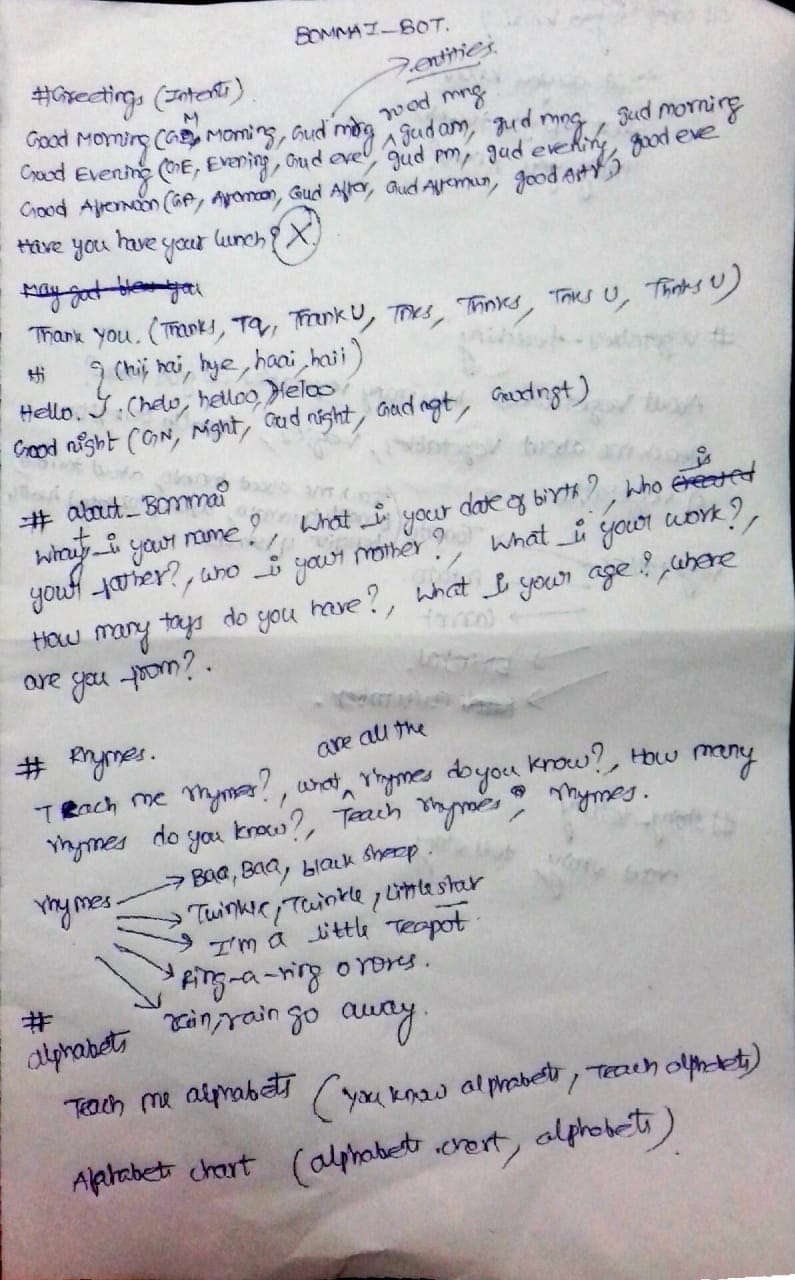 BOMMAI_BOT.
entities.
#Greetings (Intents)
Good Morning (GM, Morning, Gud mrng, good mng, gud am, gud mng, gud morning
Good Evening (GE, Evening, Gud eve, gud pm, gud evening, good eve
Good Afternoon (GA, Afternoon, Gud After, Gud Afternun, good Aftr)
Have you have your lunch? X
May god bless you
Thank you. (Thanks, TQ, Thank U, Tnks, Thnks, Tnks U, Thnks U)
Hi } (hii, hai, hye, haai, haii)
Hello. } (helo, helloo, Heloo
Good night (GN, Night, Gud night, Gud ngt, Goodngt)
# about_Bommai
What is your name?, What is your date of birth?, Who created is
your father?, who is your mother?, What is your work?,
How many toys do you have?, What is your age?, where
are you from?.
# Rhymes.
are all the
Teach me rhymes?, what ^ rhymes do you know?, How many
rhymes do you know?, Teach rhymes, rhymes.
rhymes → Baa, Baa, black sheep.
→ Twinkle, Twinkle, Little star
→ I'm a little Teapot
→ Ring-a-ring o roses.
→ rain, rain go away.
#
alphabets
Teach me alphabets (you know alphabets, Teach alphabets)
Alphabet chart (alphabets chart, alphabets).